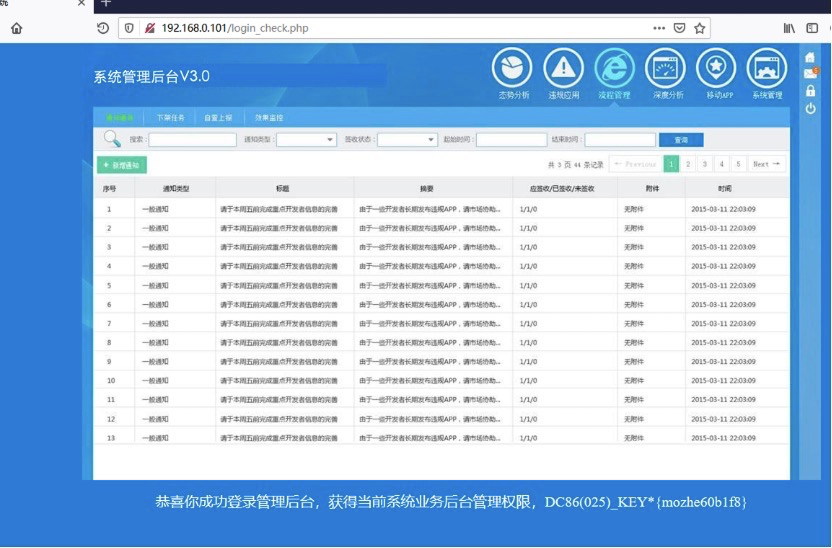 统
192.168.0.101/login_check.php
系统管理后台V3.0
态势分析 违规应用 流程管理 深度分析 移动APP 系统管理
下架任务 自查上报 效果监控
搜索: 通知类型: 签收状态: 起始时间: 结束时间: 查询
+ 新增通知 共 3 页 44 条记录 ← Previous 1 2 3 4 5 Next →
序号 通知类型 标题 摘要 应签收/已签收/未签收 附件 时间
1 一般通知 请于本周五前完成重点开发者信息的完善 由于一些开发者长期发布违规APP，请市场协助... 1/1/0 无附件 2015-03-11 22:03:09
2 一般通知 请于本周五前完成重点开发者信息的完善 由于一些开发者长期发布违规APP，请市场协助... 1/1/0 无附件 2015-03-11 22:03:09
3 一般通知 请于本周五前完成重点开发者信息的完善 由于一些开发者长期发布违规APP，请市场协助... 1/1/0 无附件 2015-03-11 22:03:09
4 一般通知 请于本周五前完成重点开发者信息的完善 由于一些开发者长期发布违规APP，请市场协助... 1/1/0 无附件 2015-03-11 22:03:09
5 一般通知 请于本周五前完成重点开发者信息的完善 由于一些开发者长期发布违规APP，请市场协助... 1/1/0 无附件 2015-03-11 22:03:09
6 一般通知 请于本周五前完成重点开发者信息的完善 由于一些开发者长期发布违规APP，请市场协助... 1/1/0 无附件 2015-03-11 22:03:09
7 一般通知 请于本周五前完成重点开发者信息的完善 由于一些开发者长期发布违规APP，请市场协助... 1/1/0 无附件 2015-03-11 22:03:09
8 一般通知 请于本周五前完成重点开发者信息的完善 由于一些开发者长期发布违规APP，请市场协助... 1/1/0 无附件 2015-03-11 22:03:09
9 一般通知 请于本周五前完成重点开发者信息的完善 由于一些开发者长期发布违规APP，请市场协助... 1/1/0 无附件 2015-03-11 22:03:09
10 一般通知 请于本周五前完成重点开发者信息的完善 由于一些开发者长期发布违规APP，请市场协助... 1/1/0 无附件 2015-03-11 22:03:09
11 一般通知 请于本周五前完成重点开发者信息的完善 由于一些开发者长期发布违规APP，请市场协助... 1/1/0 无附件 2015-03-11 22:03:09
12 一般通知 请于本周五前完成重点开发者信息的完善 由于一些开发者长期发布违规APP，请市场协助... 1/1/0 无附件 2015-03-11 22:03:09
13 一般通知 请于本周五前完成重点开发者信息的完善 由于一些开发者长期发布违规APP，请市场协助... 1/1/0 无附件 2015-03-11 22:03:09
恭喜你成功登录管理后台，获得当前系统业务后台管理权限，DC86(025)_KEY*{mozhe60b1f8}